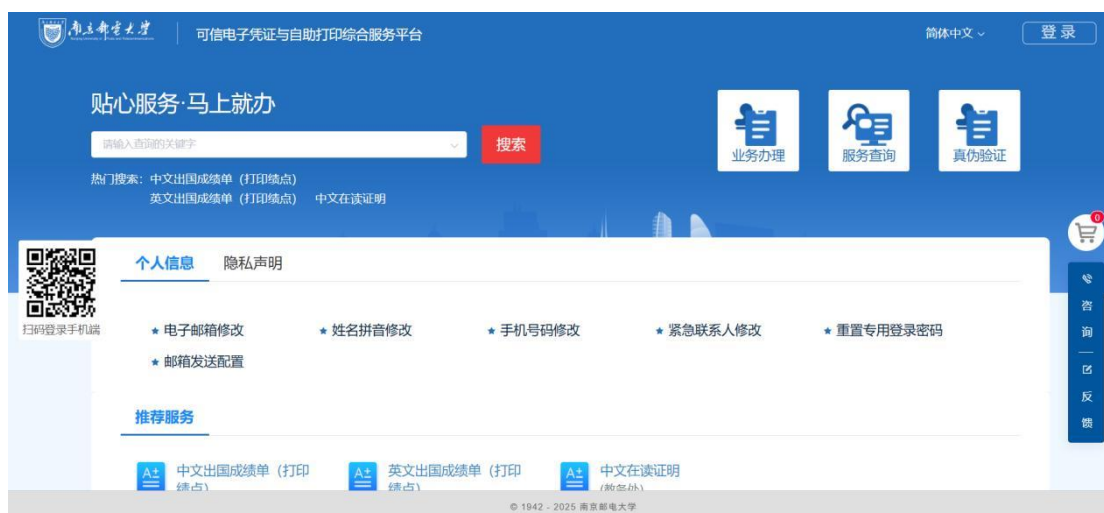 南京邮电大学
可信电子凭证与自助打印综合服务平台
简体中文
登录
贴心服务·马上就办
请输入查询的关键字
搜索
业务办理
服务查询
真伪验证
热门搜索：中文出国成绩单（打印绩点）
英文出国成绩单（打印绩点） 中文在读证明
0
个人信息 隐私声明
扫码登录手机端
★ 电子邮箱修改
★ 姓名拼音修改
★ 手机号码修改
★ 紧急联系人修改
★ 重置专用登录密码
★ 邮箱发送配置
咨询
反馈
推荐服务
A± 中文出国成绩单（打印
绩点）
A± 英文出国成绩单（打印
绩点）
A± 中文在读证明
(教务处)
© 1942 - 2025 南京邮电大学